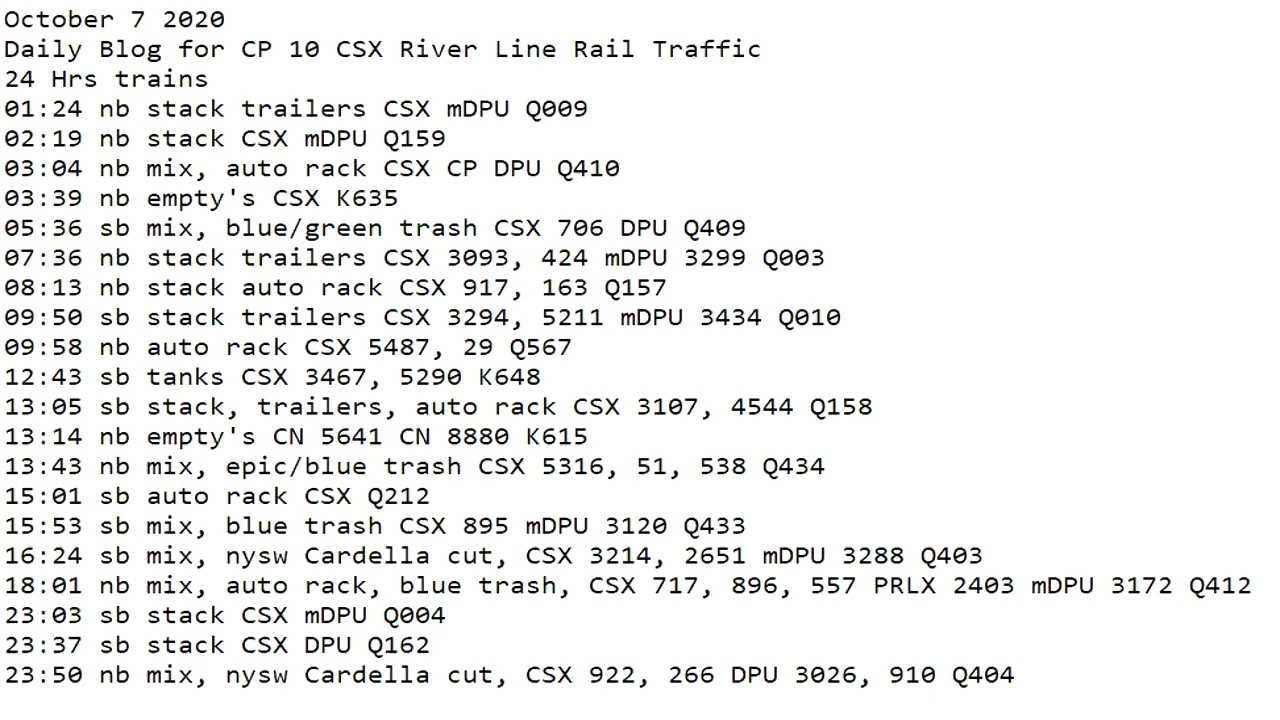 October 7 2020
Daily Blog for CP 10 CSX River Line Rail Traffic
24 Hrs trains
01:24 nb stack trailers CSX mDPU Q009
02:19 nb stack CSX mDPU Q159
03:04 nb mix, auto rack CSX CP DPU Q410
03:39 nb empty's CSX K635
05:36 sb mix, blue/green trash CSX 706 DPU Q409
07:36 nb stack trailers CSX 3093, 424 mDPU 3299 Q003
08:13 nb stack auto rack CSX 917, 163 Q157
09:50 sb stack trailers CSX 3294, 5211 mDPU 3434 Q010
09:58 nb auto rack CSX 5487, 29 Q567
12:43 sb tanks CSX 3467, 5290 K648
13:05 sb stack, trailers, auto rack CSX 3107, 4544 Q158
13:14 nb empty's CN 5641 CN 8880 K615
13:43 nb mix, epic/blue trash CSX 5316, 51, 538 Q434
15:01 sb auto rack CSX Q212
15:53 sb mix, blue trash CSX 895 mDPU 3120 Q433
16:24 sb mix, nysw Cardella cut, CSX 3214, 2651 mDPU 3288 Q403
18:01 nb mix, auto rack, blue trash, CSX 717, 896, 557 PRLX 2403 mDPU 3172 Q412
23:03 sb stack CSX mDPU Q004
23:37 sb stack CSX DPU Q162
23:50 nb mix, nysw Cardella cut, CSX 922, 266 DPU 3026, 910 Q404